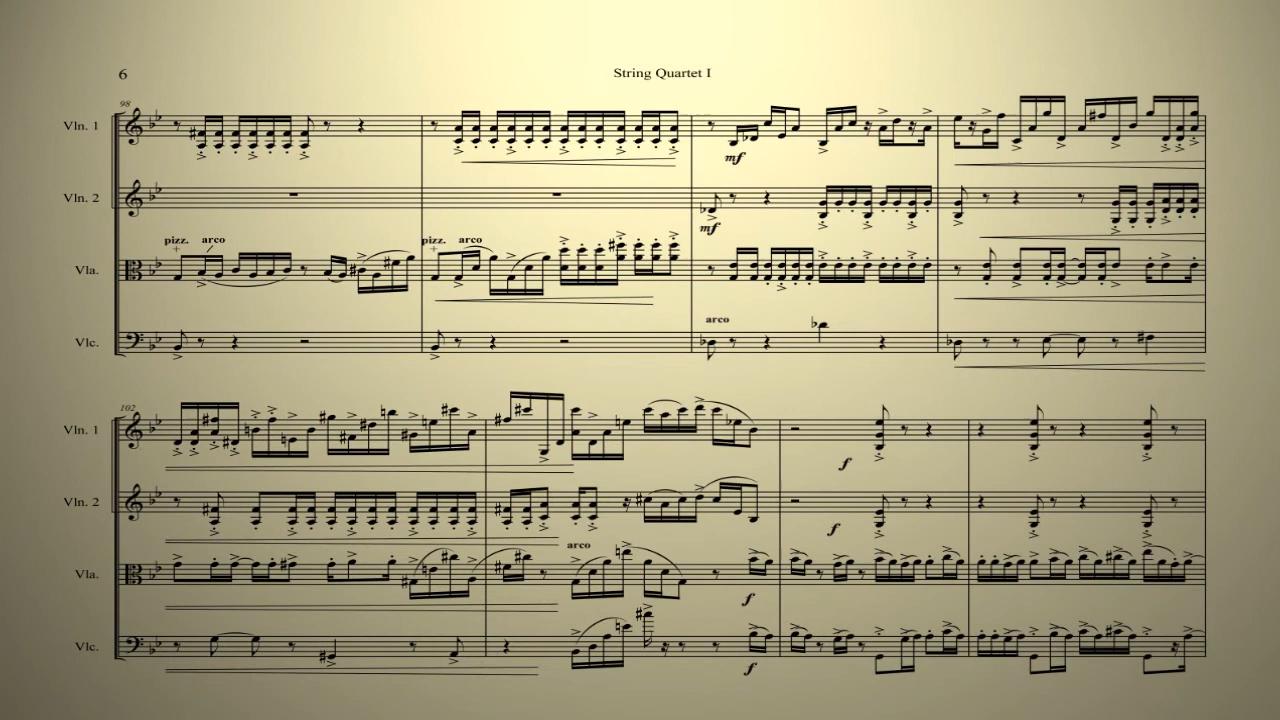 6
String Quartet I
98
Vln. 1
Vln. 2
mf
mf
pizz. arco pizz. arco
Vla.
arco
Vlc.
102
Vln. 1
f
Vln. 2
f
arco
Vla.
f
Vlc.
f